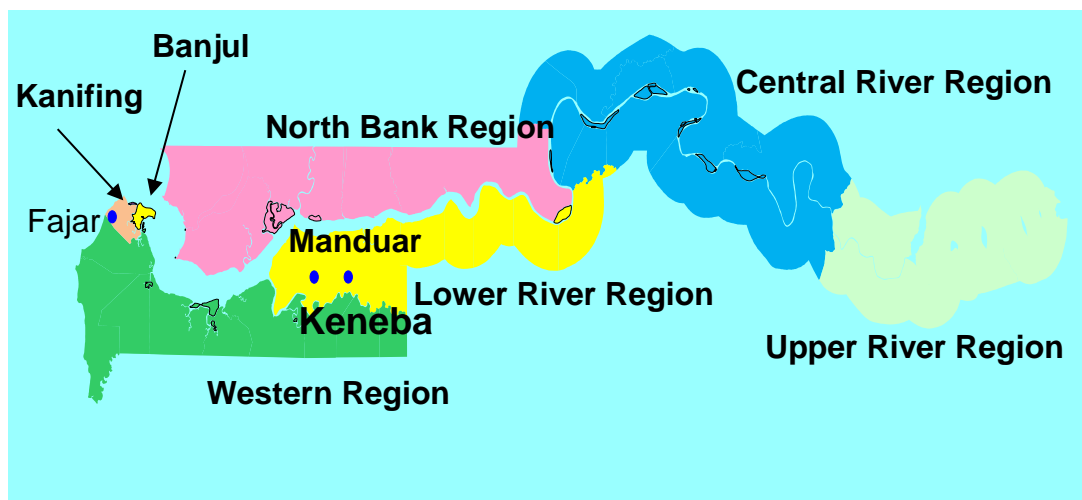 Banjul
Kanifing
Central River Region
North Bank Region
Fajar
Manduar
Lower River Region
Keneba
Upper River Region
Western Region